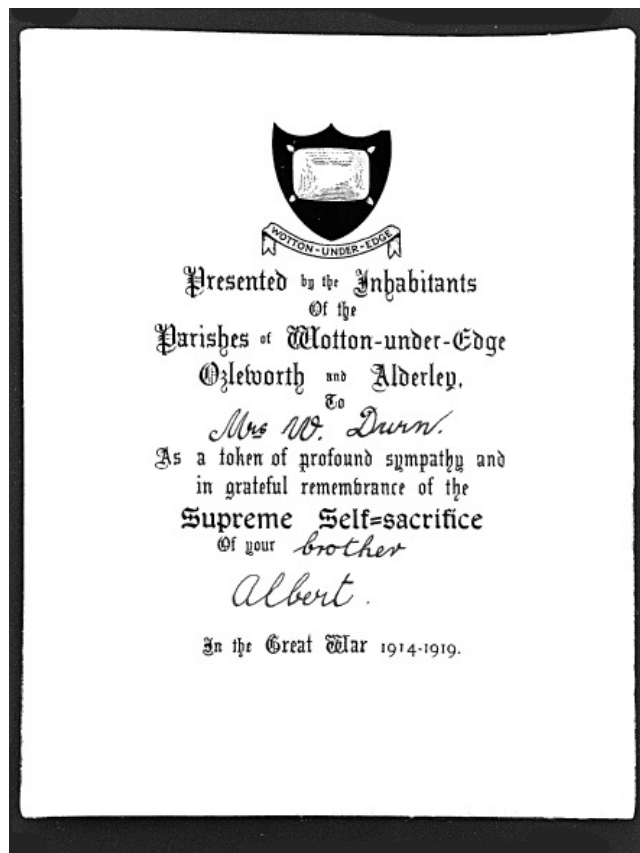 WOTTON-UNDER-EDGE
Presented by the Inhabitants
Of the
Parishes of Wotton-under-Edge
Ozleworth and Alderley,
To
Mrs W. Durn.
As a token of profound sympathy and
in grateful remembrance of the
Supreme Self=sacrifice
Of your brother
Albert.
In the Great War 1914-1919.